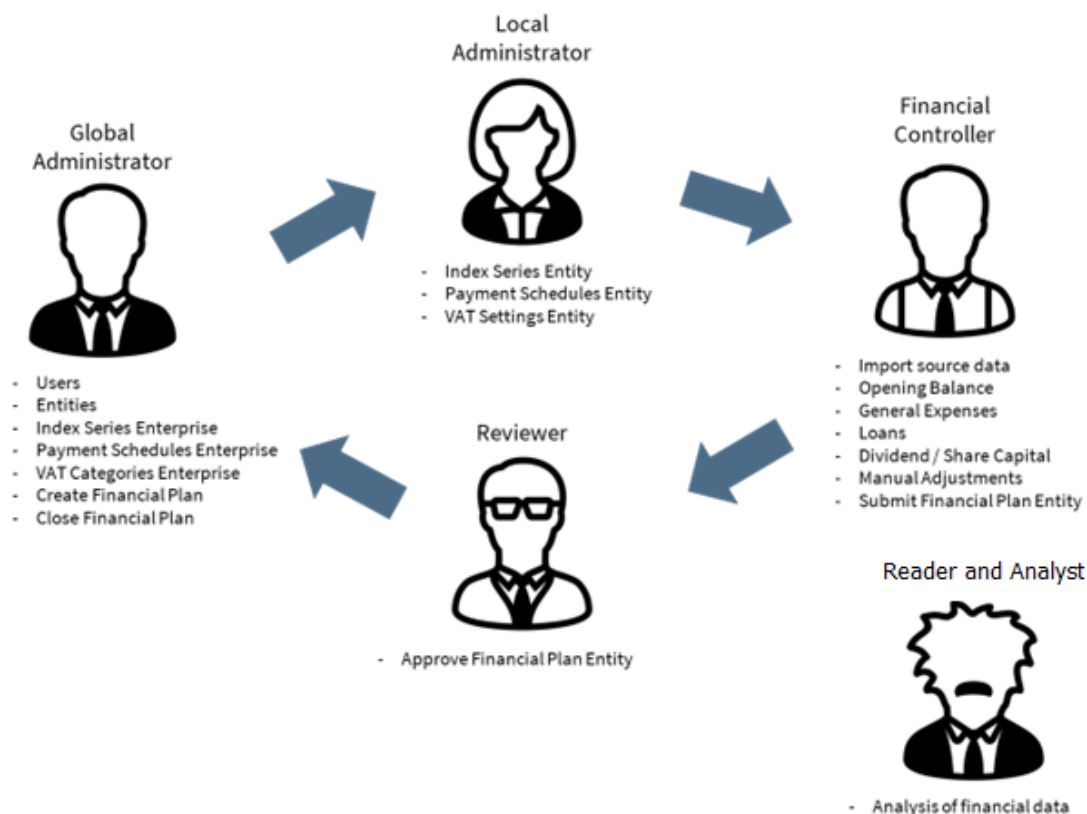 Local
Administrator
Global
Administrator
Financial
Controller
- Index Series Entity
- Payment Schedules Entity
- VAT Settings Entity
- Users
- Entities
- Index Series Enterprise
- Payment Schedules Enterprise
- VAT Categories Enterprise
- Create Financial Plan
- Close Financial Plan
- Import source data
- Opening Balance
- General Expenses
- Loans
- Dividend / Share Capital
- Manual Adjustments
- Submit Financial Plan Entity
Reviewer
- Approve Financial Plan Entity
Reader and Analyst
- Analysis of financial data